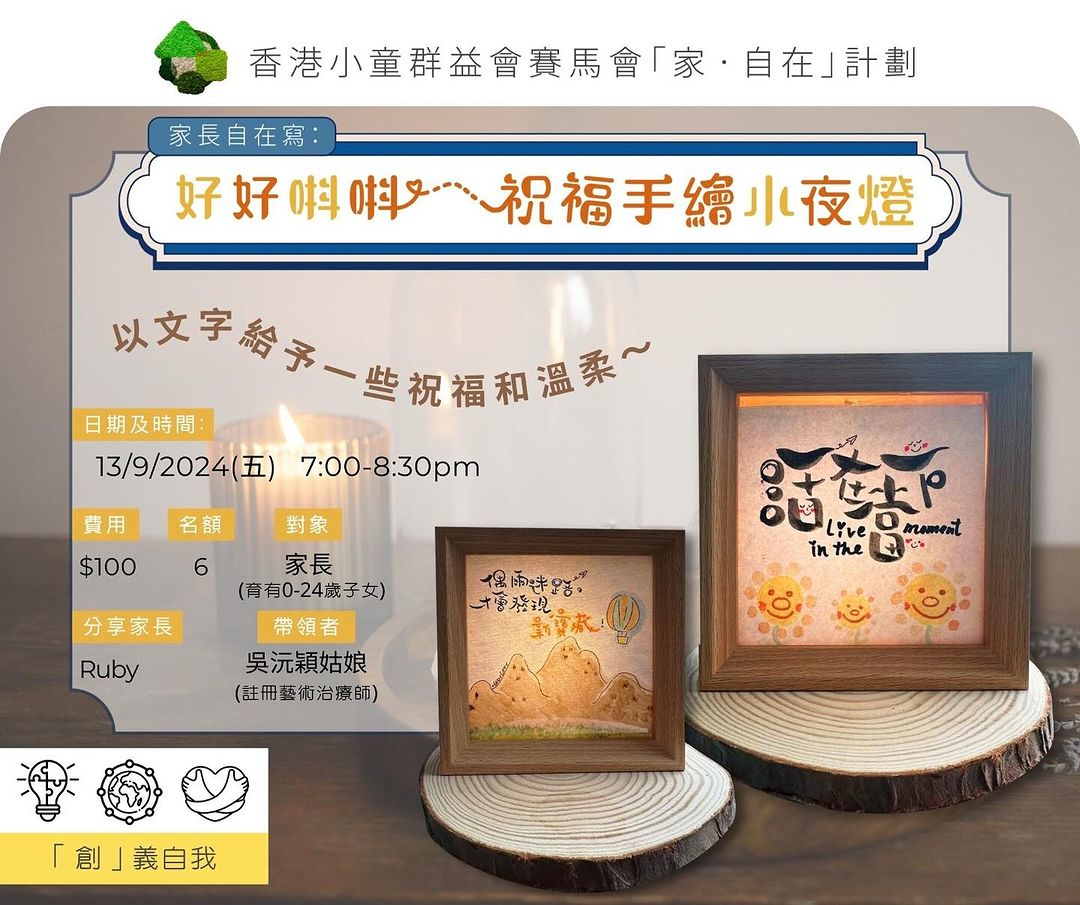 香港小童群益會賽馬會「家．自在」計劃
家長自在寫：
好好唞唞~祝福手繪小夜燈
以文字給予一些祝福和溫柔~
日期及時間:
13/9/2024(五) 7:00-8:30pm
費用 名額 對象
$100 6 家長
(育有0-24歲子女)
分享家長 帶領者
Ruby 吳沅穎姑娘
(註冊藝術治療師)
偶爾迷路。
才會發現
新寶藏!
活在當下
Live in the moment
「創」義自我